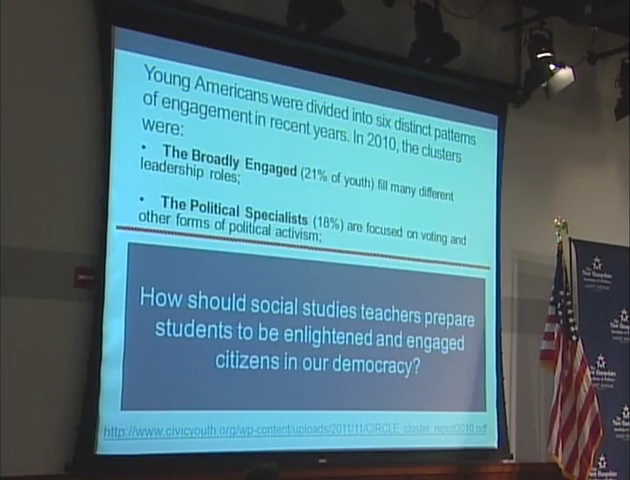 Young Americans were divided into six distinct patterns
of engagement in recent years. In 2010, the clusters
were:
• The Broadly Engaged (21% of youth) fill many different
leadership roles;
• The Political Specialists (18%) are focused on voting and
other forms of political activism;
How should social studies teachers prepare
students to be enlightened and engaged
citizens in our democracy?
http://www.civicyouth.org/wp-content/uploads/2011/11/CIRCLE_cluster_report2010.pdf
The
New Hampshire